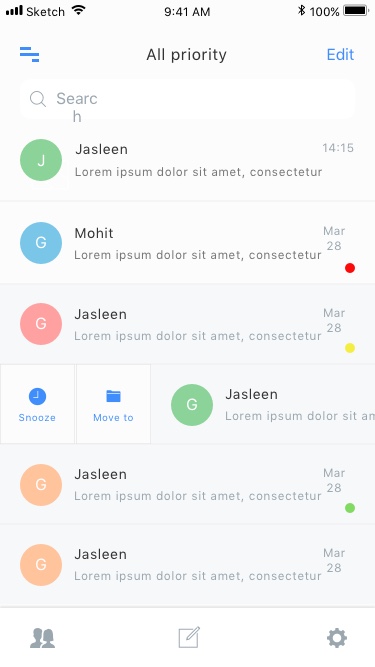 Sketch 9:41 AM 100%
All priority Edit
Searc
h
J Jasleen 14:15
Lorem ipsum dolor sit amet, consectetur
G Mohit Mar
28
Lorem ipsum dolor sit amet, consectetur
G Jasleen Mar
28
Lorem ipsum dolor sit amet, consectetur
Snooze Move to G Jasleen
Lorem ipsum dolor sit am
G Jasleen Mar
28
Lorem ipsum dolor sit amet, consectetur
G Jasleen Mar
28
Lorem ipsum dolor sit amet, consectetur